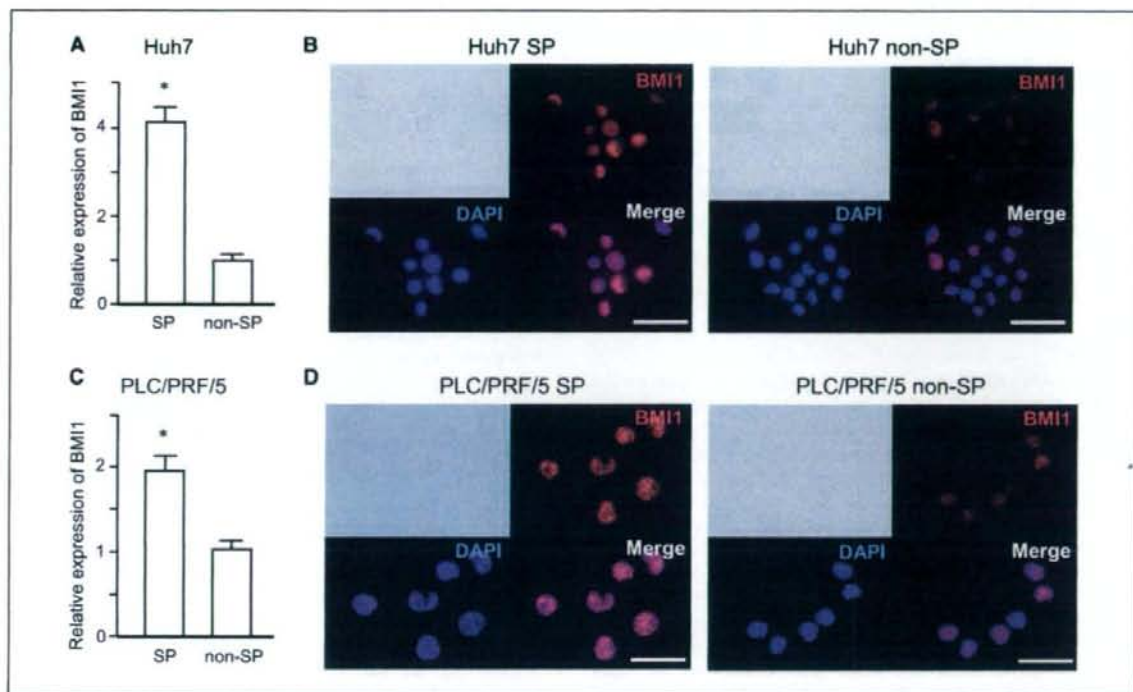 A
Huh7
Relative expression of BMI1
4
2
0
*
SP
non-SP
B
Huh7 SP
Huh7 non-SP
BMI1
DAPI
Merge
BMI1
DAPI
Merge
C
PLC/PRF/5
Relative expression of BMI1
2
1
0
*
SP
non-SP
D
PLC/PRF/5 SP
PLC/PRF/5 non-SP
BMI1
DAPI
Merge
BMI1
DAPI
Merge